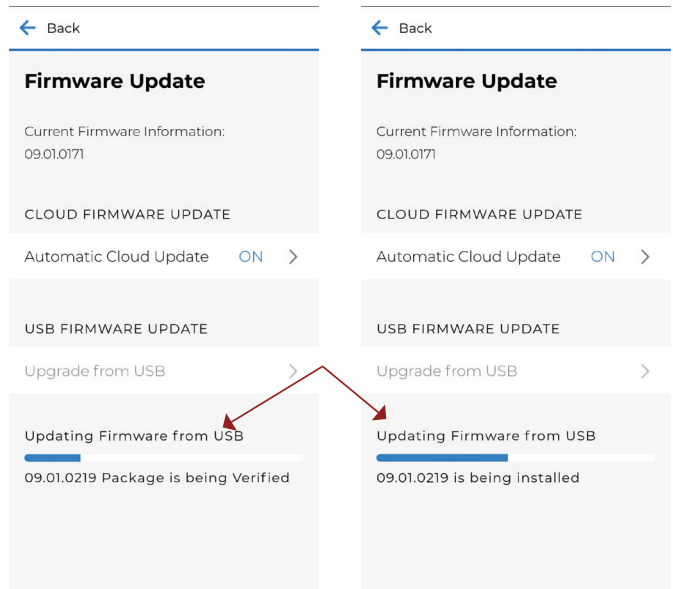 Back
Firmware Update
Current Firmware Information:
09.01.0171
CLOUD FIRMWARE UPDATE
Automatic Cloud Update ON
USB FIRMWARE UPDATE
Upgrade from USB
Updating Firmware from USB
09.01.0219 Package is being Verified
Back
Firmware Update
Current Firmware Information:
09.01.0171
CLOUD FIRMWARE UPDATE
Automatic Cloud Update ON
USB FIRMWARE UPDATE
Upgrade from USB
Updating Firmware from USB
09.01.0219 is being installed